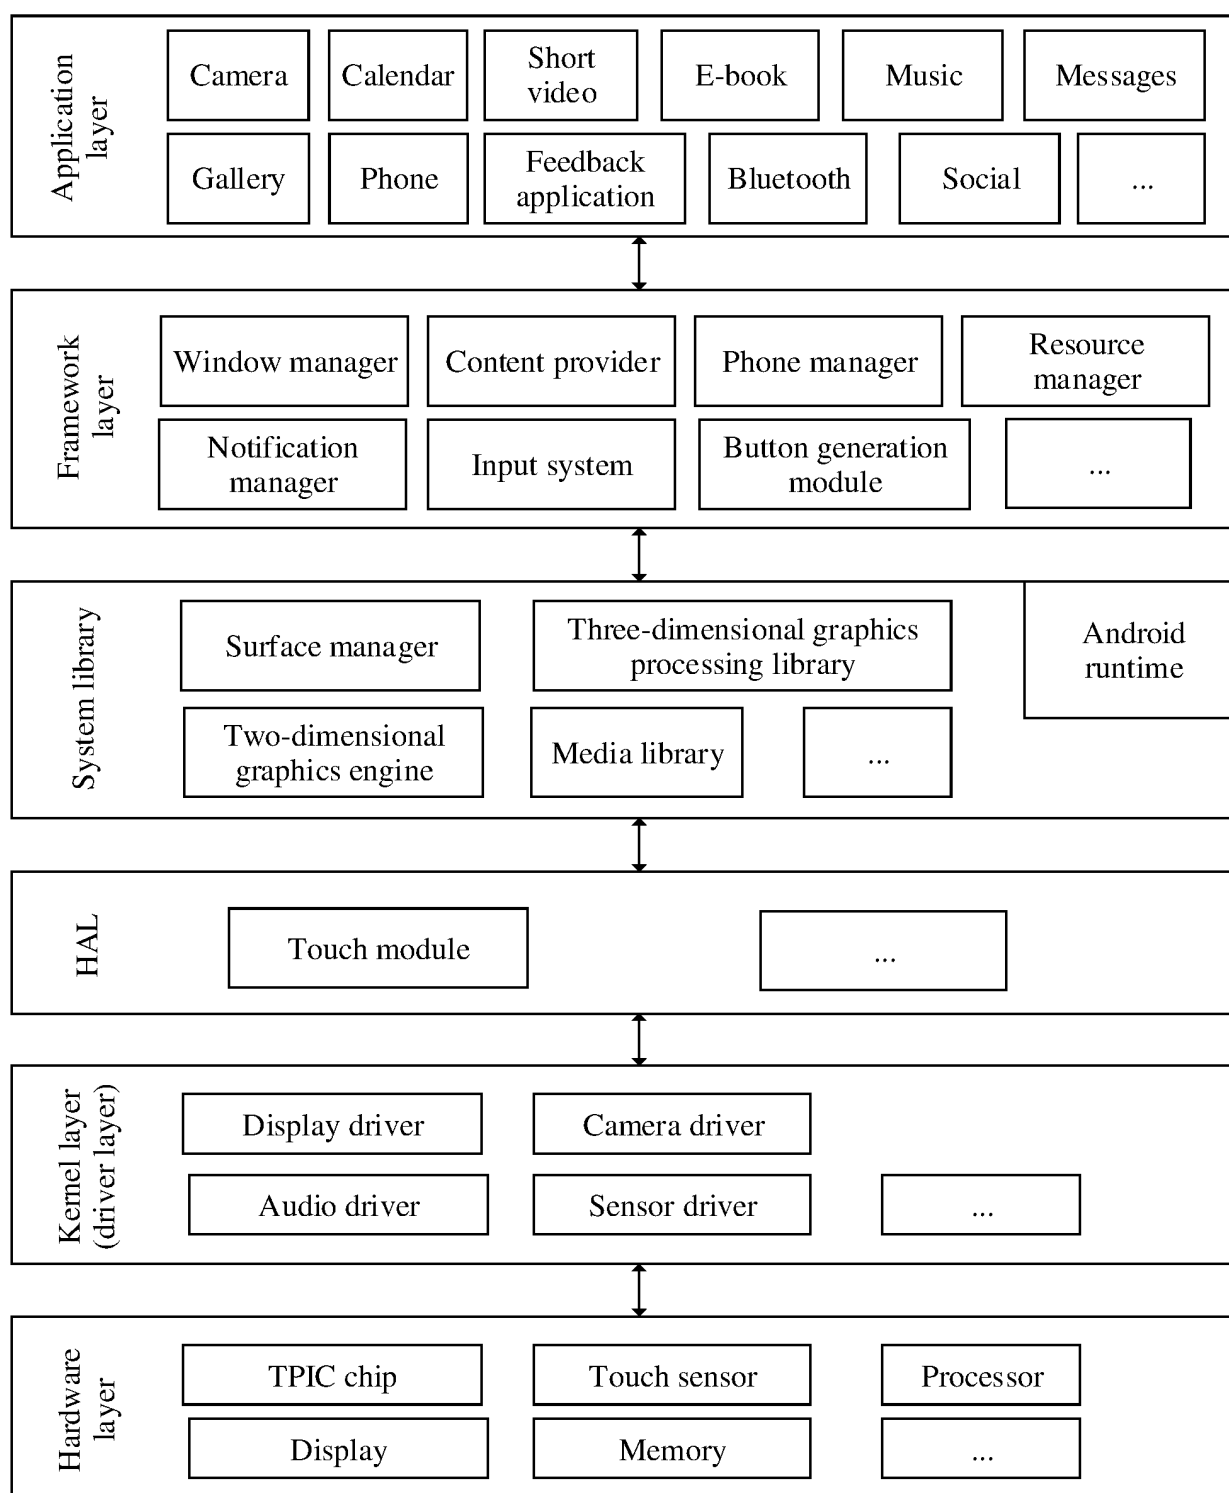 Application
layer
Camera
Calendar
Short
video
E-book
Music
Messages
Gallery
Phone
Feedback
application
Bluetooth
Social
...
Framework
layer
Window manager
Content provider
Phone manager
Resource
manager
Notification
manager
Input system
Button generation
module
...
System library
Surface manager
Three-dimensional graphics
processing library
Android
runtime
Two-dimensional
graphics engine
Media library
...
HAL
Touch module
...
Kernel layer
(driver layer)
Display driver
Camera driver
Audio driver
Sensor driver
...
Hardware
layer
TPIC chip
Touch sensor
Processor
Display
Memory
...